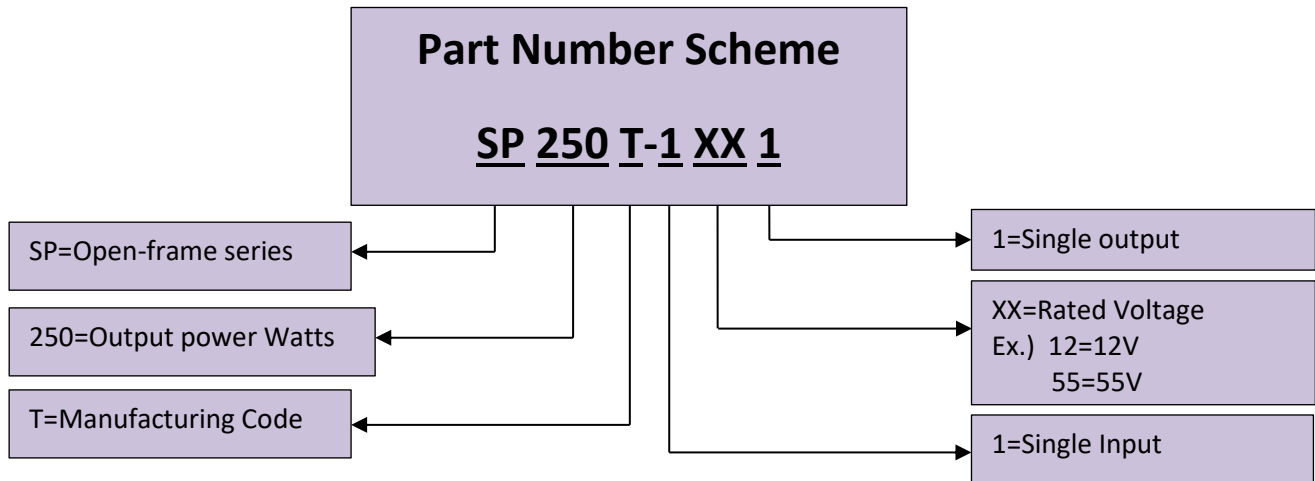 Part Number Scheme
SP 250 T-1 XX 1
SP=Open-frame series
250=Output power Watts
T=Manufacturing Code
1=Single output
XX=Rated Voltage
Ex.) 12=12V
55=55V
1=Single Input